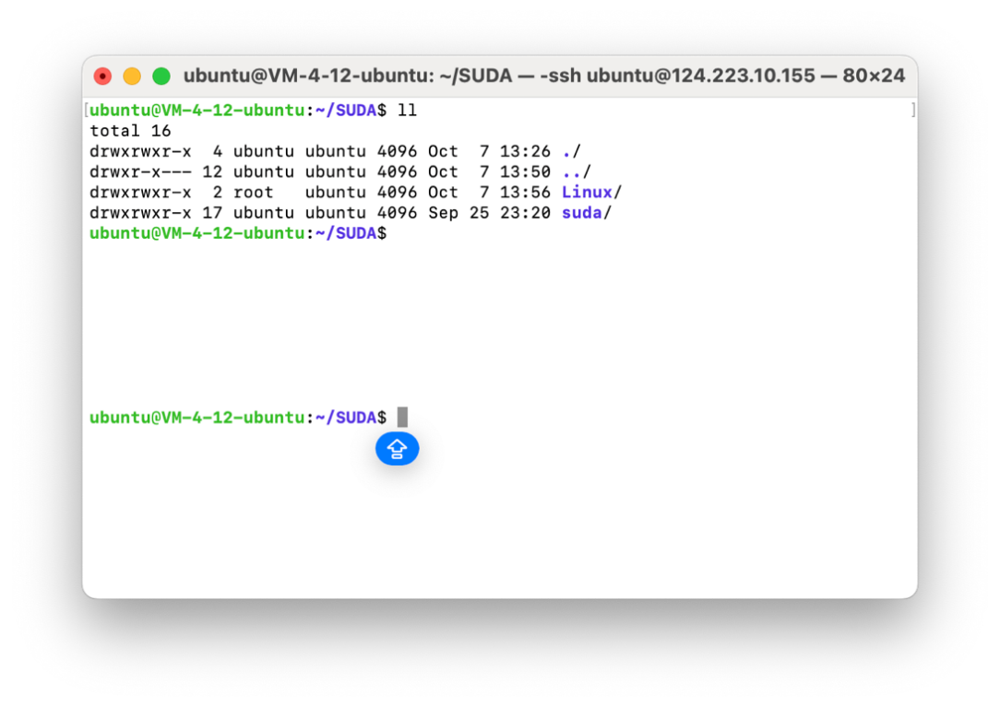 ubuntu@VM-4-12-ubuntu: ~/SUDA — -ssh ubuntu@124.223.10.155 — 80×24
[ubuntu@VM-4-12-ubuntu:~/SUDA$ ll ]
total 16
drwxrwxr-x  4 ubuntu ubuntu 4096 Oct  7 13:26 ./
drwxr-x--- 12 ubuntu ubuntu 4096 Oct  7 13:50 ../
drwxrwxr-x  2 root   ubuntu 4096 Oct  7 13:56 Linux/
drwxrwxr-x 17 ubuntu ubuntu 4096 Sep 25 23:20 suda/
ubuntu@VM-4-12-ubuntu:~/SUDA$
ubuntu@VM-4-12-ubuntu:~/SUDA$